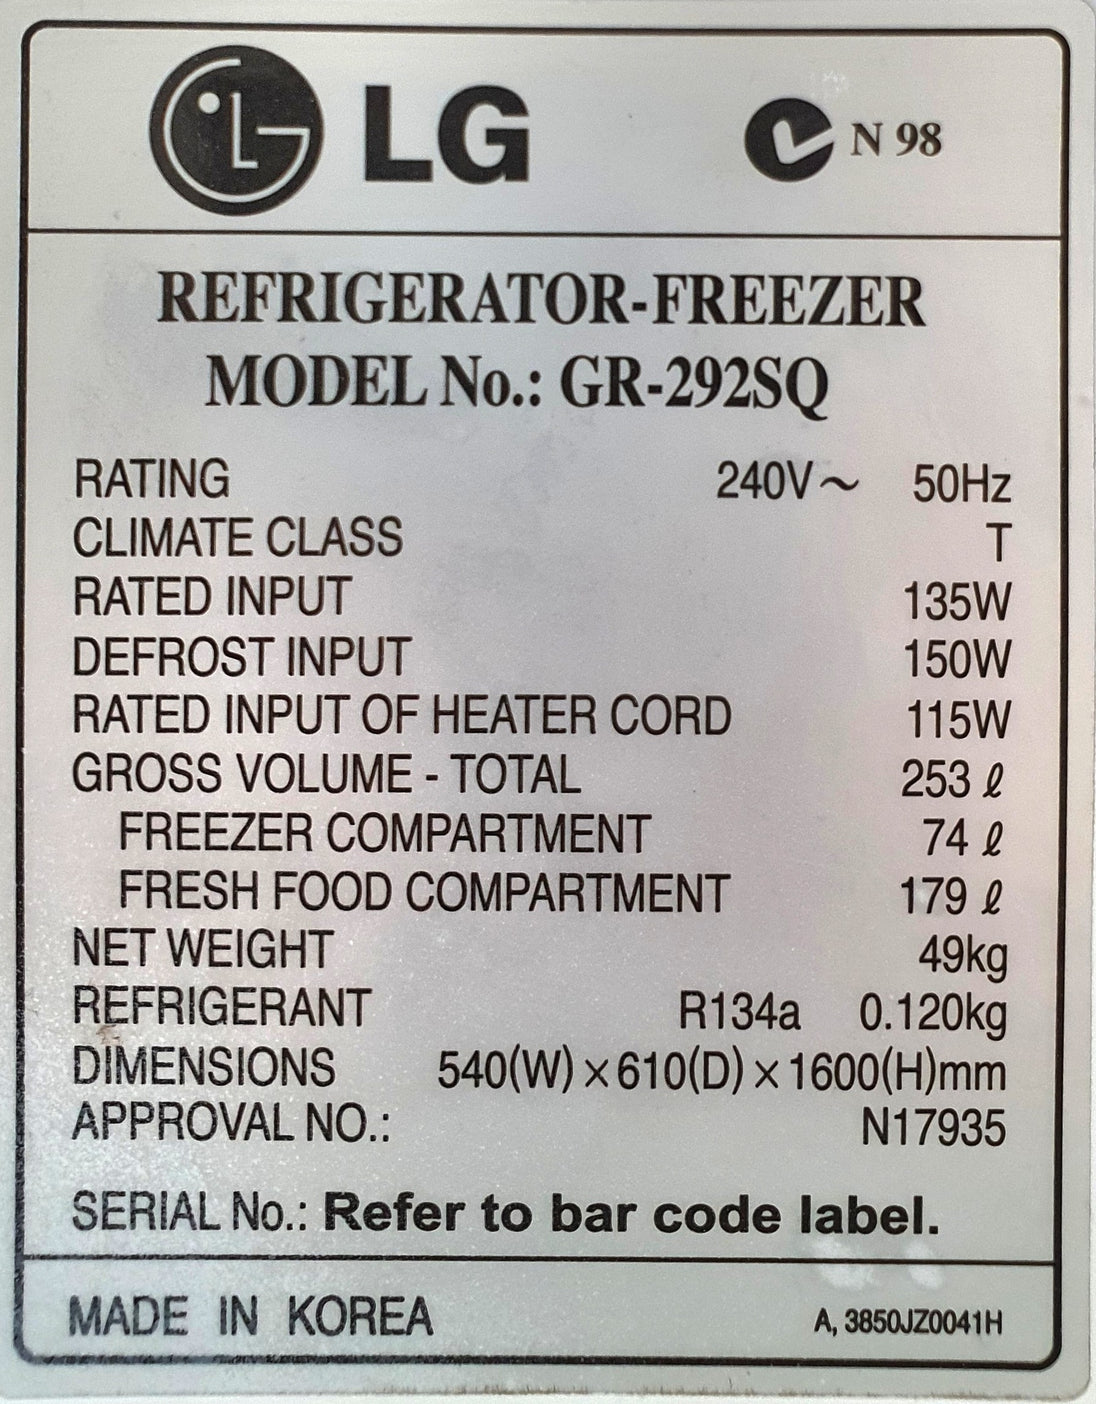 LG
N 98
REFRIGERATOR-FREEZER
MODEL No.: GR-292SQ
RATING 240V～ 50Hz
CLIMATE CLASS T
RATED INPUT 135W
DEFROST INPUT 150W
RATED INPUT OF HEATER CORD 115W
GROSS VOLUME - TOTAL 253 ℓ
FREEZER COMPARTMENT 74 ℓ
FRESH FOOD COMPARTMENT 179 ℓ
NET WEIGHT 49kg
REFRIGERANT R134a 0.120kg
DIMENSIONS 540(W)×610(D)×1600(H)mm
APPROVAL NO.: N17935
SERIAL No.: Refer to bar code label.
MADE IN KOREA A, 3850JZ0041H